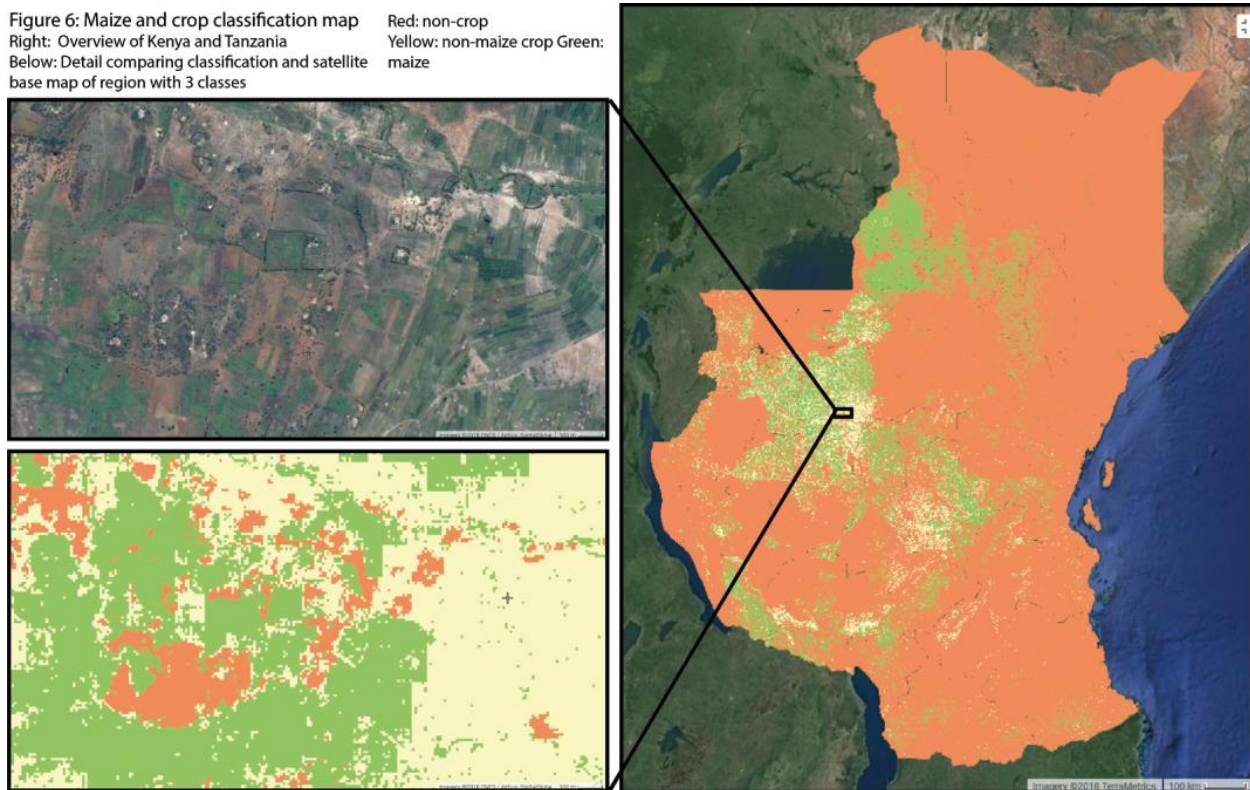 Figure 6: Maize and crop classification map
Right: Overview of Kenya and Tanzania
Below: Detail comparing classification and satellite
base map of region with 3 classes
Red: non-crop
Yellow: non-maize crop Green:
maize
Imagery ©2018 TerraMetrics
100 km